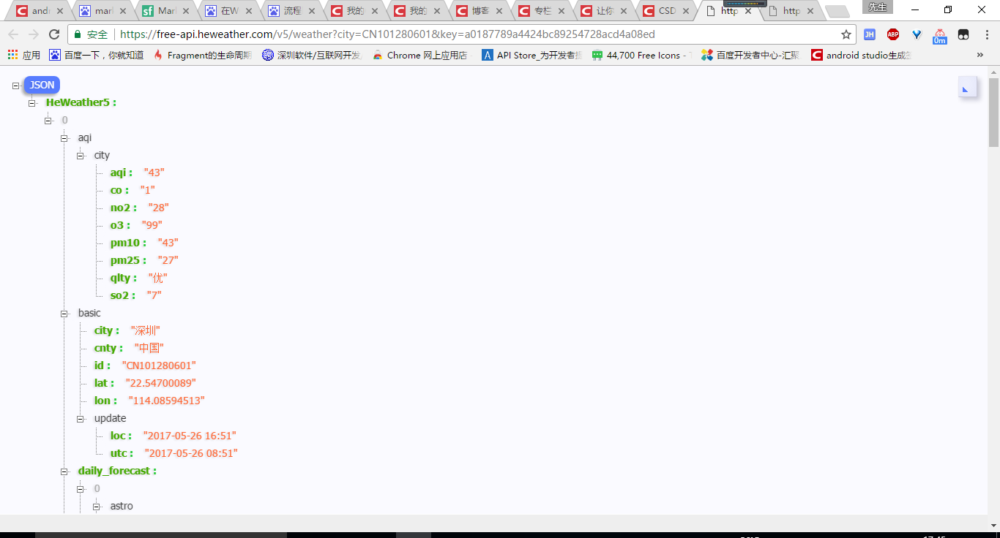 andr
mark
Mark
在W
流程
我的
我的
博客
专栏
让你
CSD
http
http
先生
安全 https://free-api.heweather.com/v5/weather?city=CN101280601&key=a0187789a4424bc89254728acd4a08ed
JH
ABP
0m
应用 百度一下，你就知道 Fragment的生命周期 深圳软件/互联网开发 Chrome 网上应用店 API Store_为开发者提 44,700 Free Icons - 百度开发者中心-汇聚 android studio生成 »
JSON
HeWeather5 :
0
aqi
city
aqi : "43"
co : "1"
no2 : "28"
o3 : "99"
pm10 : "43"
pm25 : "27"
qlty : "优"
so2 : "7"
basic
city : "深圳"
cnty : "中国"
id : "CN101280601"
lat : "22.54700089"
lon : "114.08594513"
update
loc : "2017-05-26 16:51"
utc : "2017-05-26 08:51"
daily_forecast :
0
astro